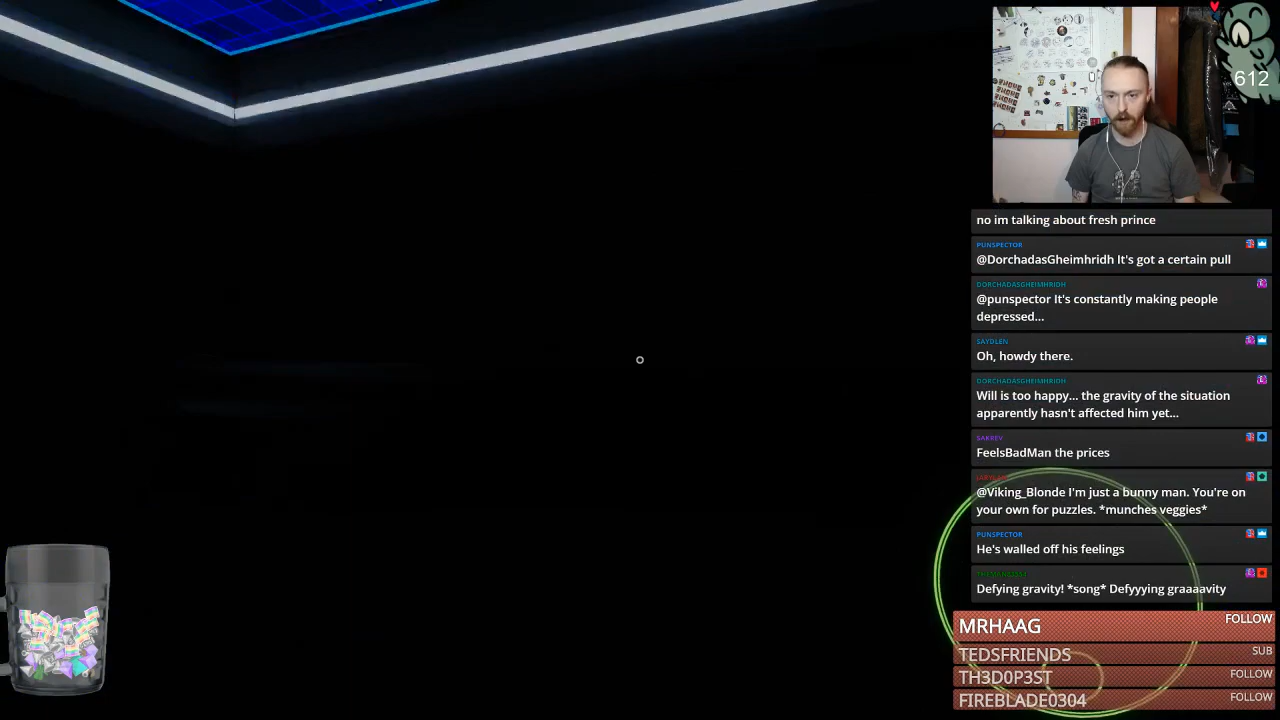 612
no im talking about fresh prince
PUNSPECTOR
@DorchadasGheimhridh It's got a certain pull
DORCHADASGHEIMHRIDH
@punspector It's constantly making people
depressed...
SAYDLEN
Oh, howdy there.
DORCHADASGHEIMHRIDH
Will is too happy... the gravity of the situation
apparently hasn't affected him yet...
SAKREV
FeelsBadMan the prices
@Viking_Blonde I'm just a bunny man. You're on
your own for puzzles. *munches veggies*
PUNSPECTOR
He's walled off his feelings
Defying gravity! *song* Defyyying graaaavity
MRHAAG FOLLOW
TEDSFRIENDS SUB
TH3D0P3ST FOLLOW
FIREBLADE0304 FOLLOW